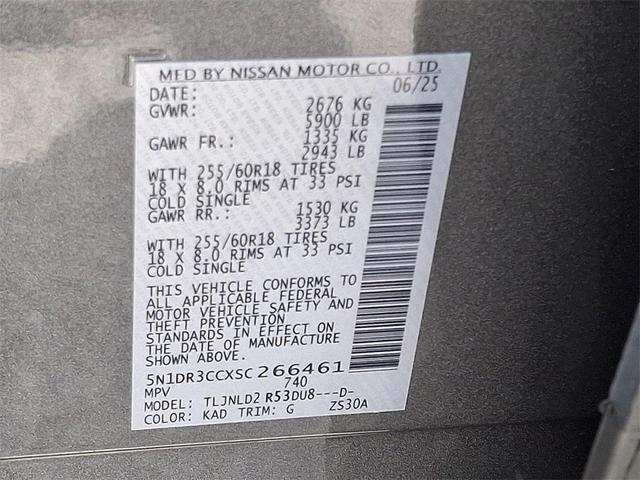 MFD BY NISSAN MOTOR CO., LTD.
DATE: 06/25
GVWR: 2676 KG
5900 LB
GAWR FR.: 1335 KG
2943 LB
WITH 255/60R18 TIRES
18 X 8.0 RIMS AT 33 PSI
COLD SINGLE
GAWR RR.: 1530 KG
3373 LB
WITH 255/60R18 TIRES
18 X 8.0 RIMS AT 33 PSI
COLD SINGLE
THIS VEHICLE CONFORMS TO
ALL APPLICABLE FEDERAL
MOTOR VEHICLE SAFETY AND
THEFT PREVENTION
STANDARDS IN EFFECT ON
THE DATE OF MANUFACTURE
SHOWN ABOVE.
5N1DR3CCXSC266461
MPV 740
MODEL: TLJNLD2 R53DU8---D-
COLOR: KAD TRIM: G ZS30A